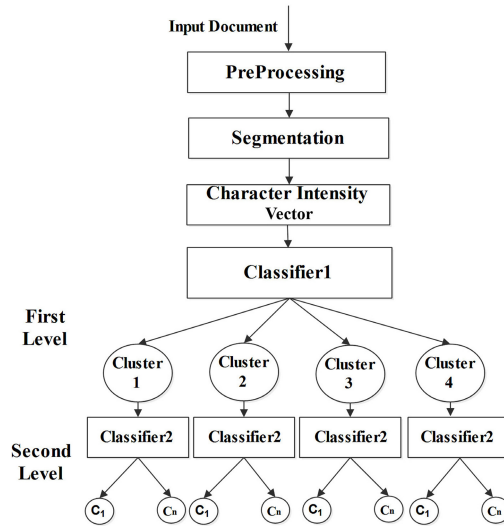 Input Document
PreProcessing
Segmentation
Character Intensity
Vector
Classifier1
First
Level
Cluster
1
Cluster
2
Cluster
3
Cluster
4
Second
Level
Classifier2
Classifier2
Classifier2
Classifier2
C1
Cn
C1
Cn
C1
Cn
C1
Cn